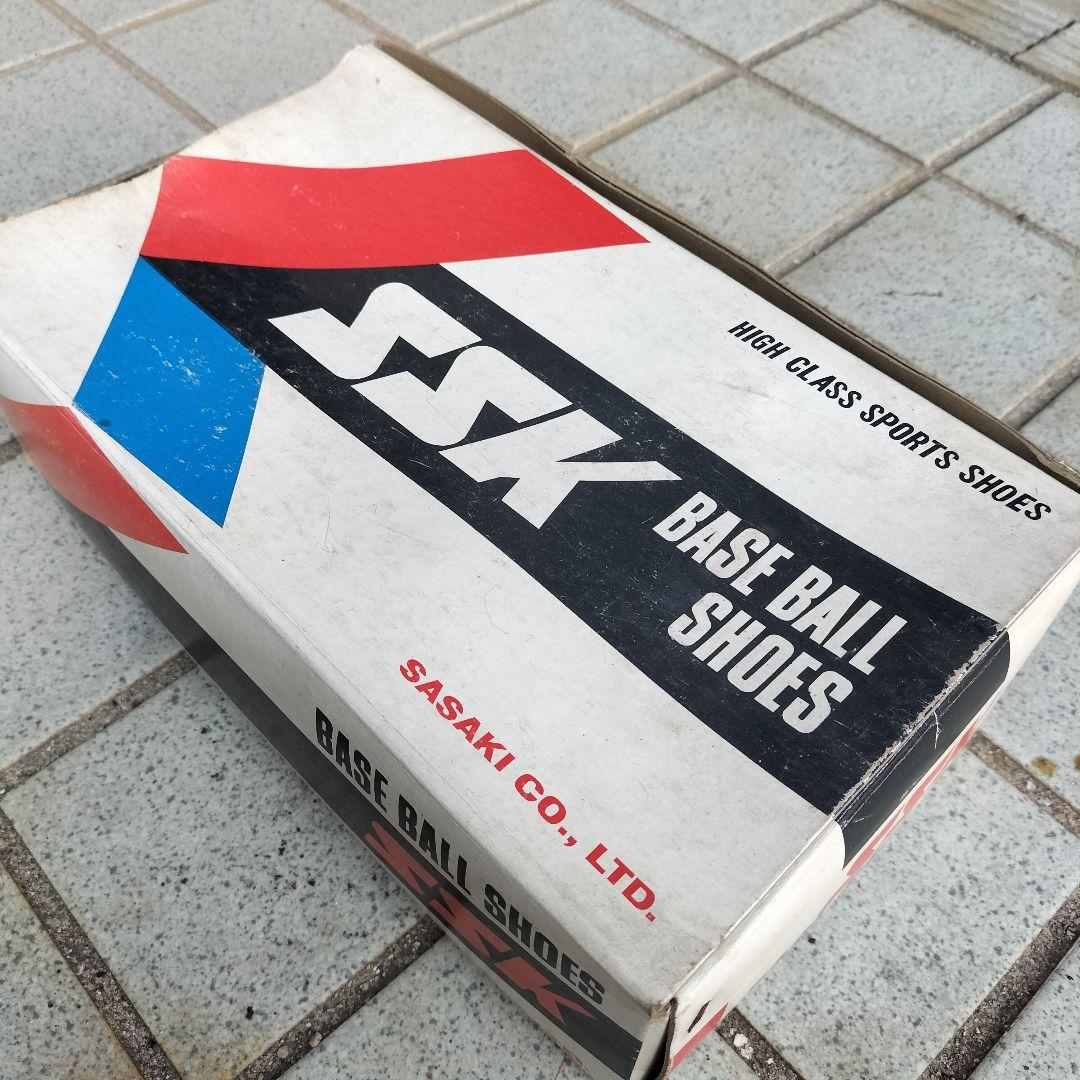 HIGH CLASS SPORTS SHOES
SSK
BASE BALL
SHOES
SASAKI CO., LTD.
BASE BALL SHOES
SSK